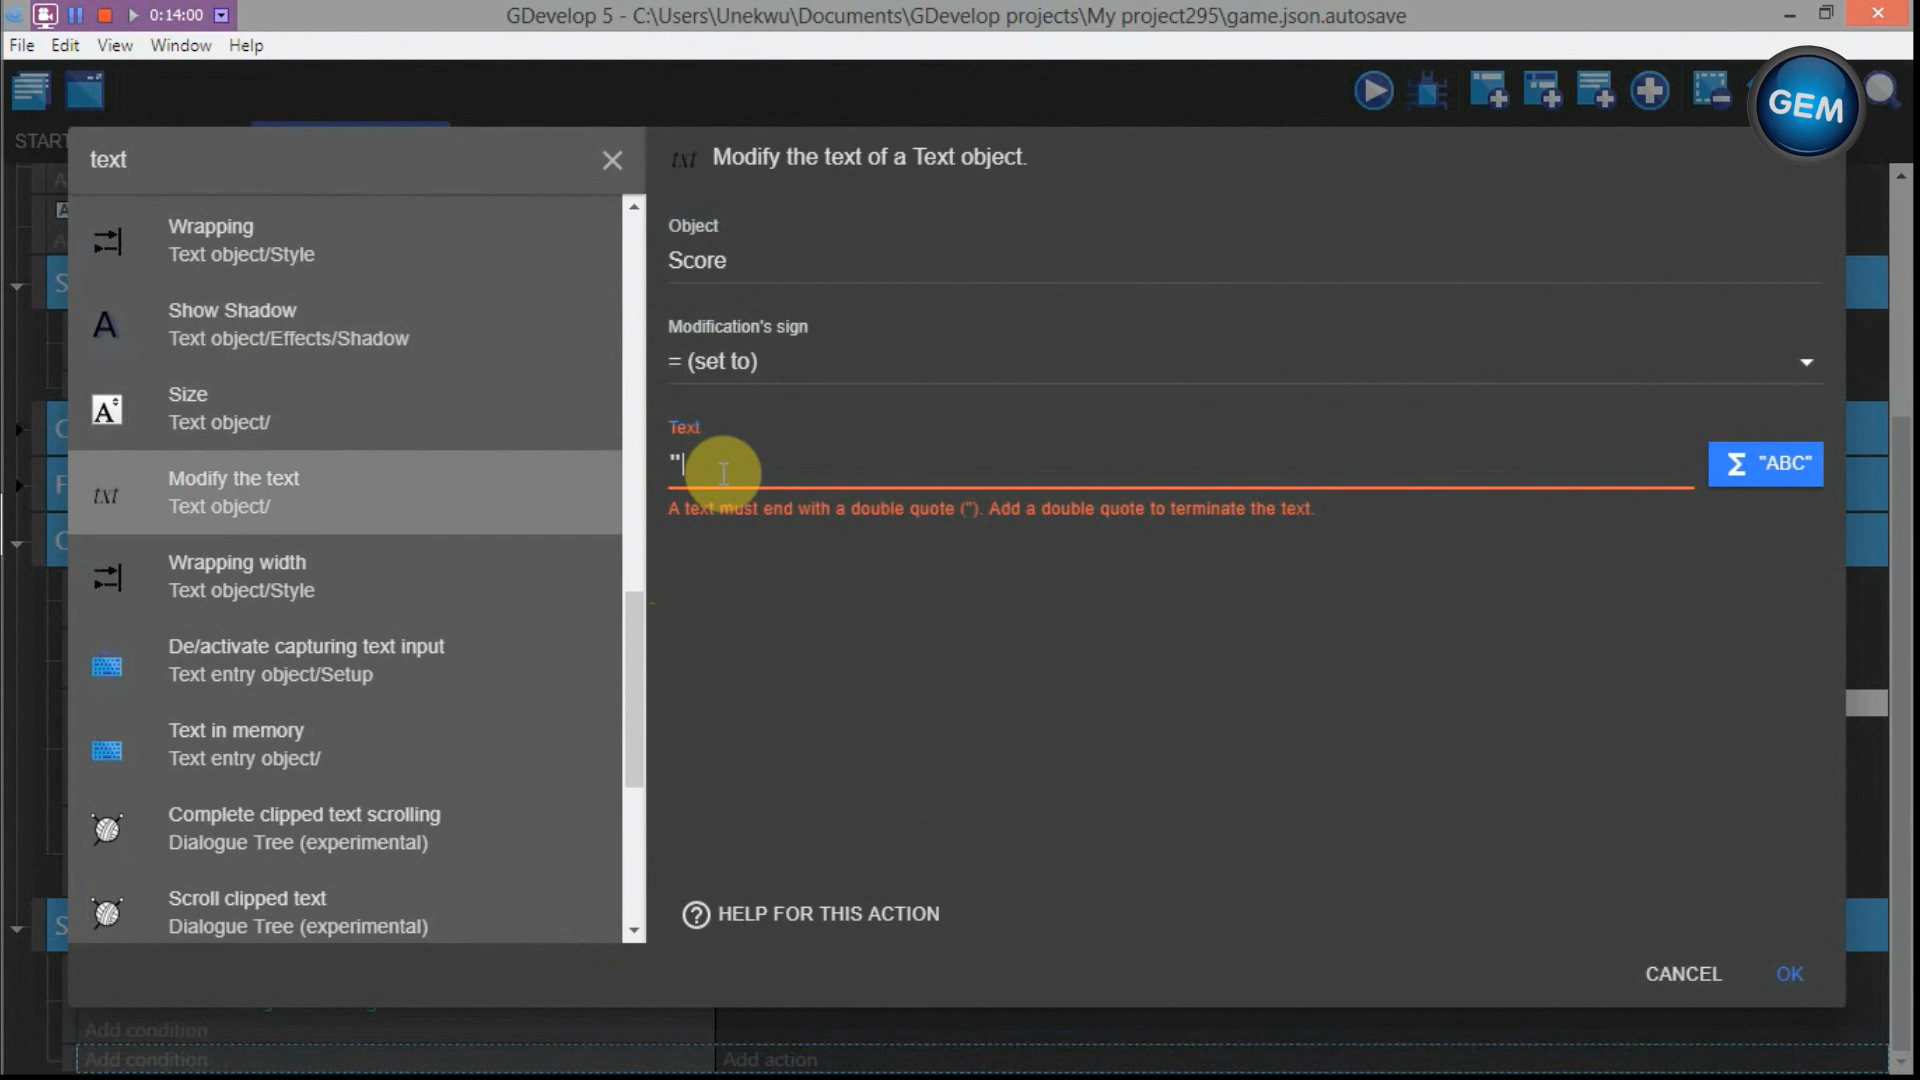 0:14:00
GDevelop 5 - C:\Users\Unekwu\Documents\GDevelop projects\My project295\game.json.autosave
File Edit View Window Help
GEM
START
text
txt Modify the text of a Text object.
Wrapping
Text object/Style
Show Shadow
Text object/Effects/Shadow
Size
Text object/
txt Modify the text
Text object/
Wrapping width
Text object/Style
De/activate capturing text input
Text entry object/Setup
Text in memory
Text entry object/
Complete clipped text scrolling
Dialogue Tree (experimental)
Scroll clipped text
Dialogue Tree (experimental)
Object
Score
Modification's sign
= (set to)
Text
"
Σ "ABC"
A text must end with a double quote ("). Add a double quote to terminate the text.
HELP FOR THIS ACTION
CANCEL OK
Add condition
Add condition Add action